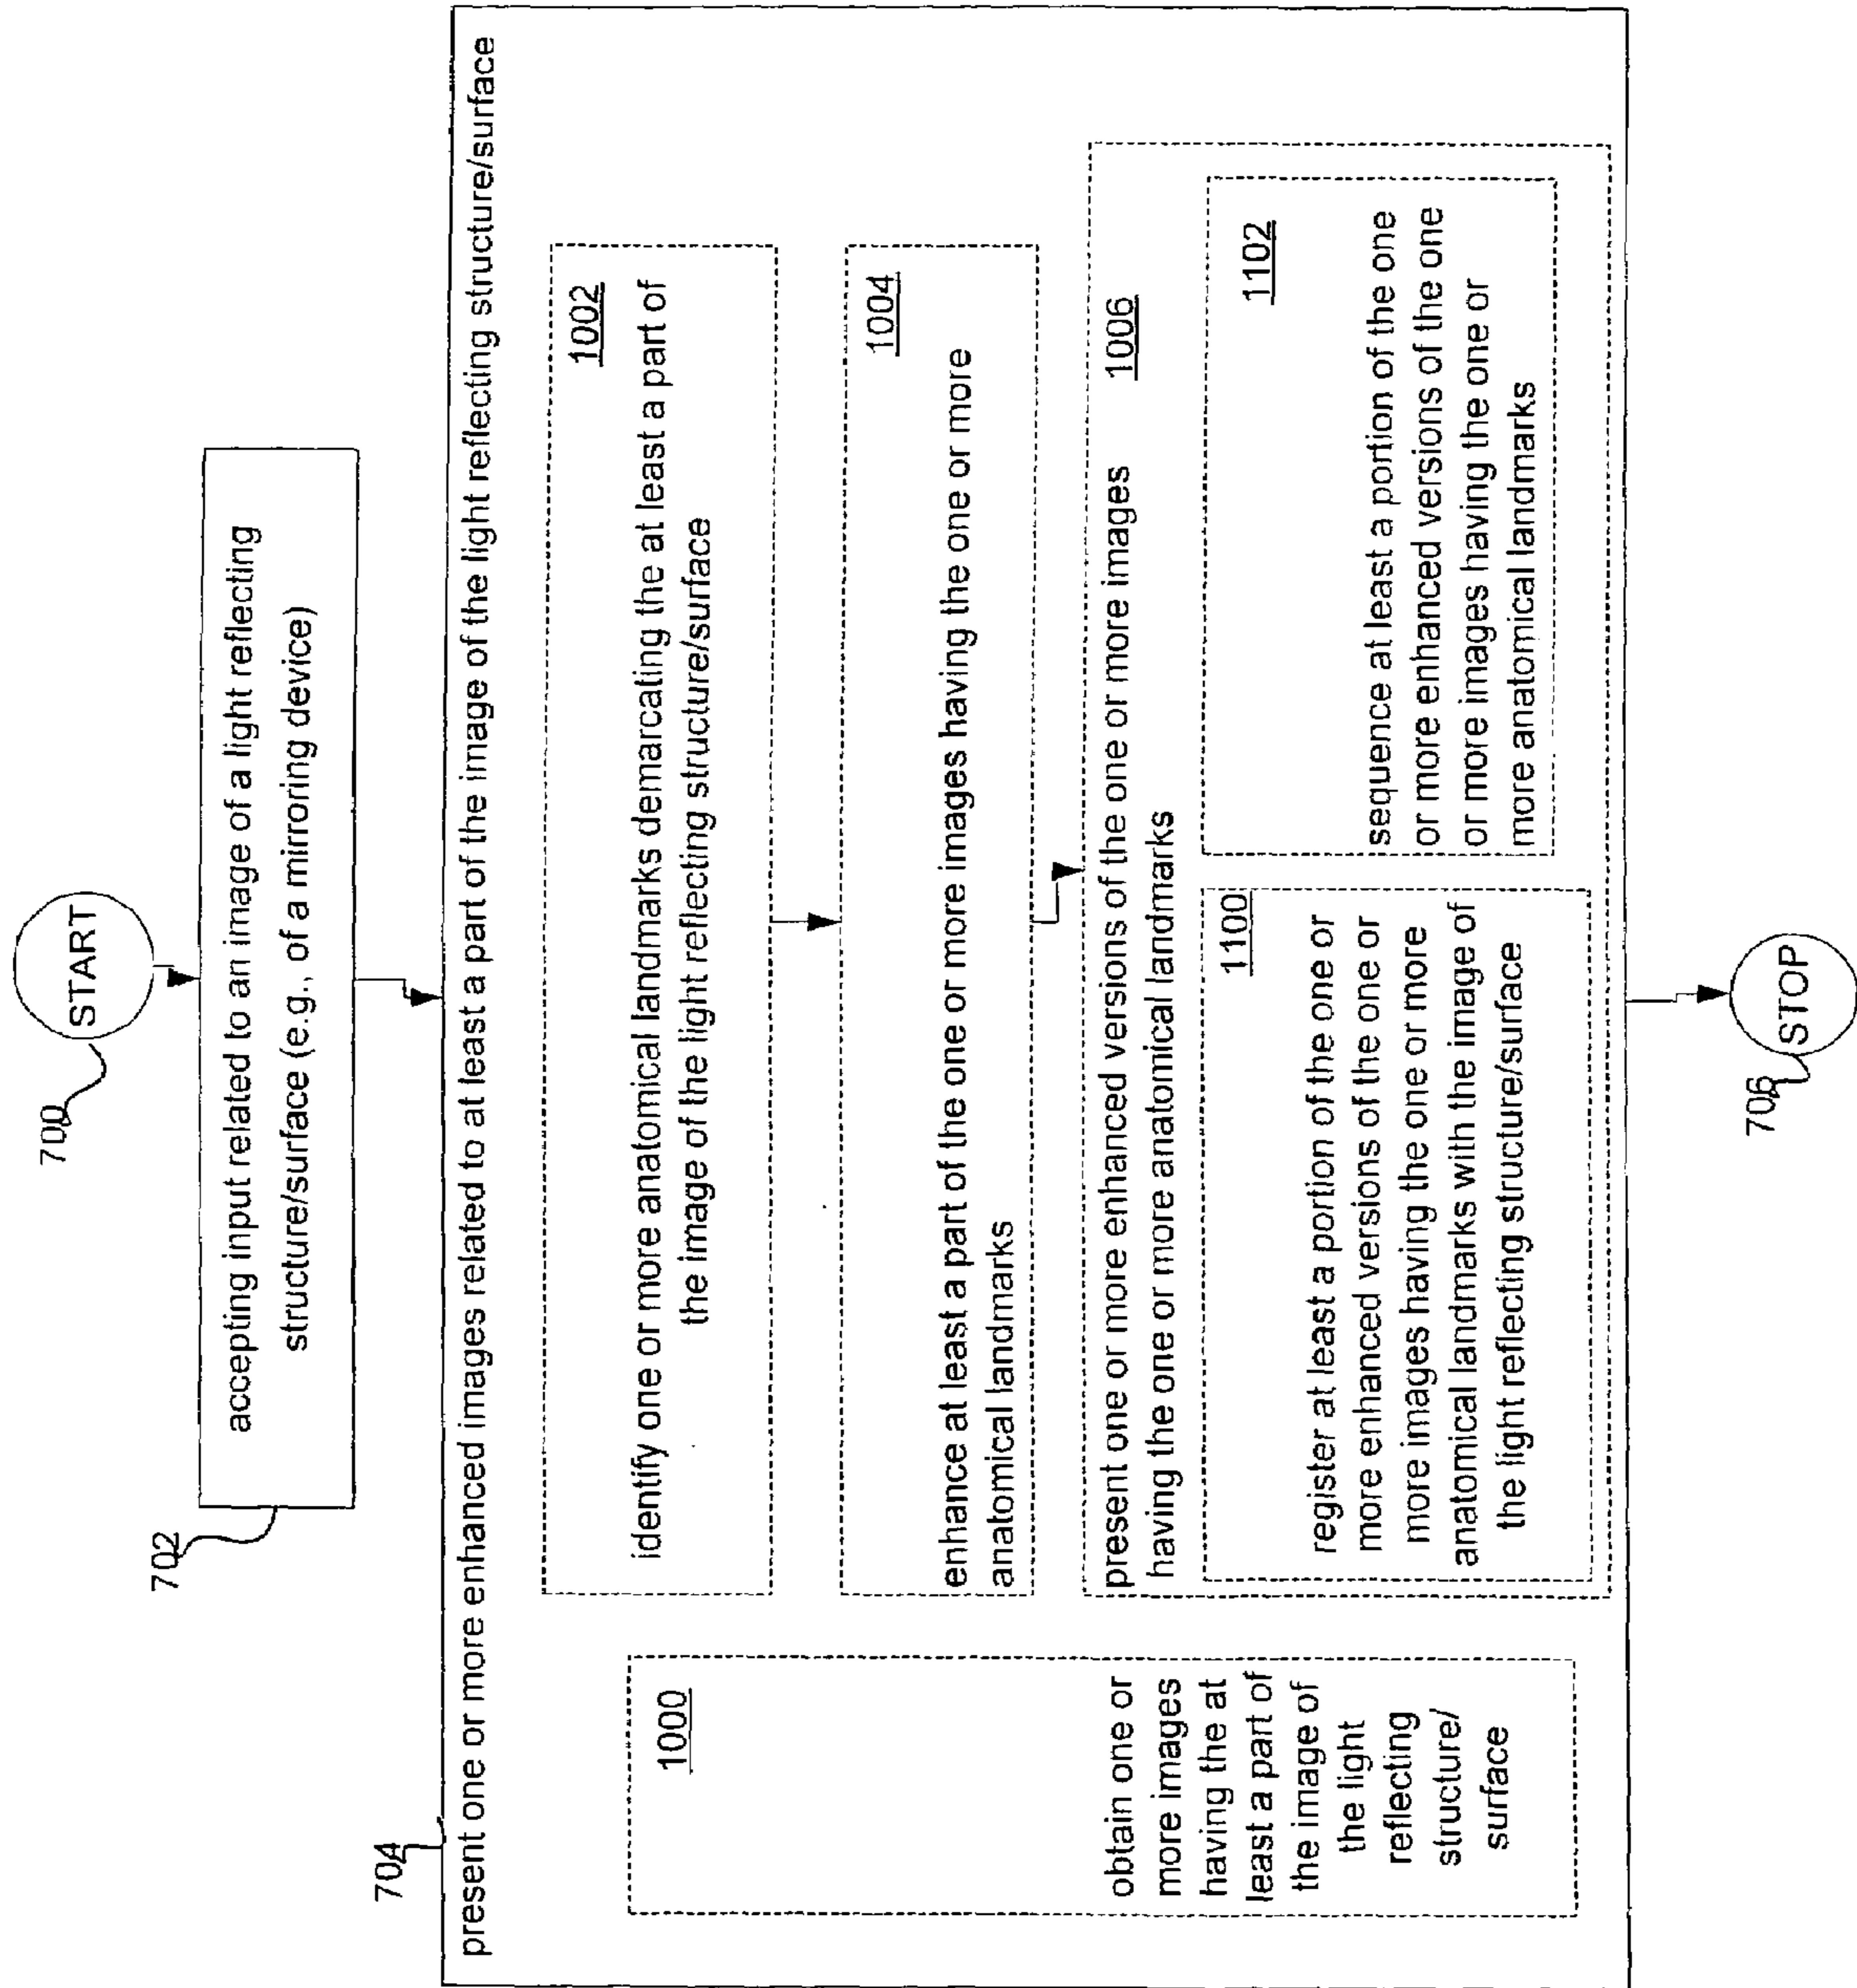 700
START
702
accepting input related to an image of a light reflecting
structure/surface (e.g., of a mirroring device)
704
present one or more enhanced images related to at least a part of the image of the light reflecting structure/surface
1000
obtain one or
more images
having the at
least a part of
the image of
the light
reflecting
structure/
surface
1002
identify one or more anatomical landmarks demarcating the at least a part of
the image of the light reflecting structure/surface
1004
enhance at least a part of the one or more images having the one or more
anatomical landmarks
1006
present one or more enhanced versions of the one or more images
having the one or more anatomical landmarks
1100
register at least a portion of the one or
more enhanced versions of the one or
more images having the one or more
anatomical landmarks with the image of
the light reflecting structure/surface
1102
sequence at least a portion of the one
or more enhanced versions of the one
or more images having the one or
more anatomical landmarks
706
STOP